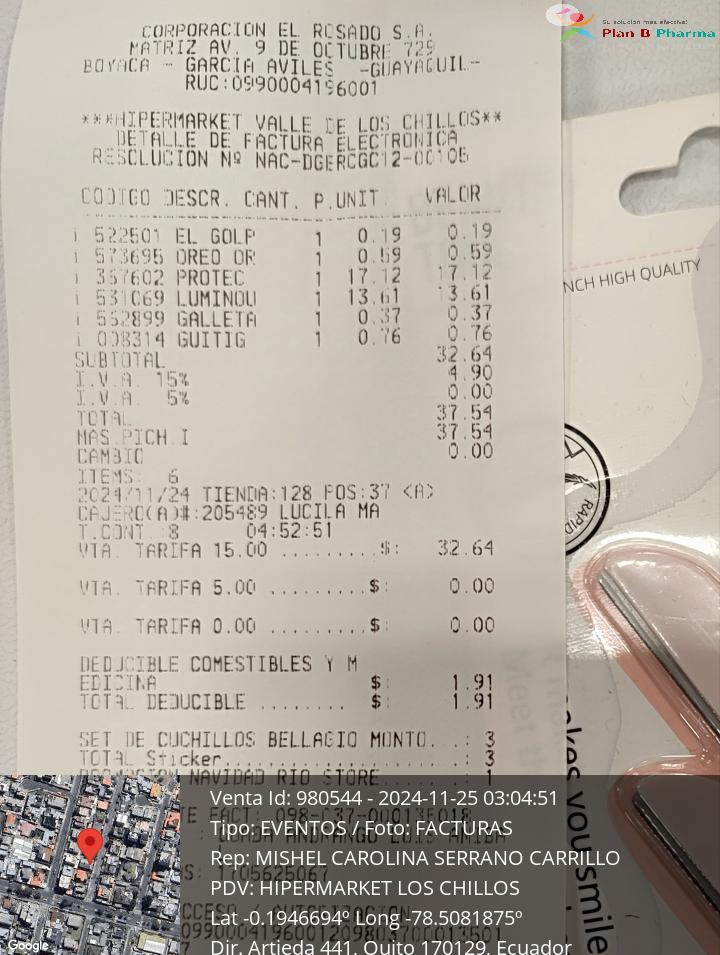 Su solución más efectiva!
Plan B Pharma
CORPORACION EL ROSADO S.A.
MATRIZ AV. 9 DE OCTUBRE 729
BOYACA - GARCIA AVILES -GUAYAQUIL-
RUC:0990004196001
***HIPERMARKET VALLE DE LOS CHILLOS**
DETALLE DE FACTURA ELECTRONICA
RESOLUCION Nº NAC-DGERCGC12-00105
CODIGO DESCR. CANT. P.UNIT. VALOR
i 522501 EL GOLP 1 0.19 0.19
i 573695 OREO OR 1 0.59 0.59
i 357602 PROTEC 1 17.12 17.12
i 531069 LUMINOU 1 13.61 13.61
i 552899 GALLETA 1 0.37 0.37
i 008314 GUITIG 1 0.76 0.76
SUBTOTAL 32.64
I.V.A. 15% 4.90
I.V.A. 5% 0.00
TOTAL 37.54
MAS.PICH.I 37.54
CAMBIO 0.00
ITEMS: 6
2024/11/24 TIENDA:128 POS:37 <A>
CAJERO(A)#:205489 LUCILA MA
T.CONT. :8 04:52:51
VTA. TARIFA 15.00 ......... $: 32.64
VTA. TARIFA 5.00 .........$: 0.00
VTA. TARIFA 0.00 .........$: 0.00
DEDUCIBLE COMESTIBLES Y M
EDICINA $: 1.91
TOTAL DEDUCIBLE ........ $: 1.91
SET DE CUCHILLOS BELLAGIO MONTO. .: 3
TOTAL Sticker.....................: 3
NAVIDAD RIO STORE ....: 1
Venta Id: 980544 - 2024-11-25 03:04:51
Tipo: EVENTOS / Foto: FACTURAS
Rep: MISHEL CAROLINA SERRANO CARRILLO
PDV: HIPERMARKET LOS CHILLOS
Lat -0.1946694º Long -78.5081875º
Dir. Artieda 441, Quito 170129, Ecuador
Google
NCH HIGH QUALITY
RAPID
kes you smile